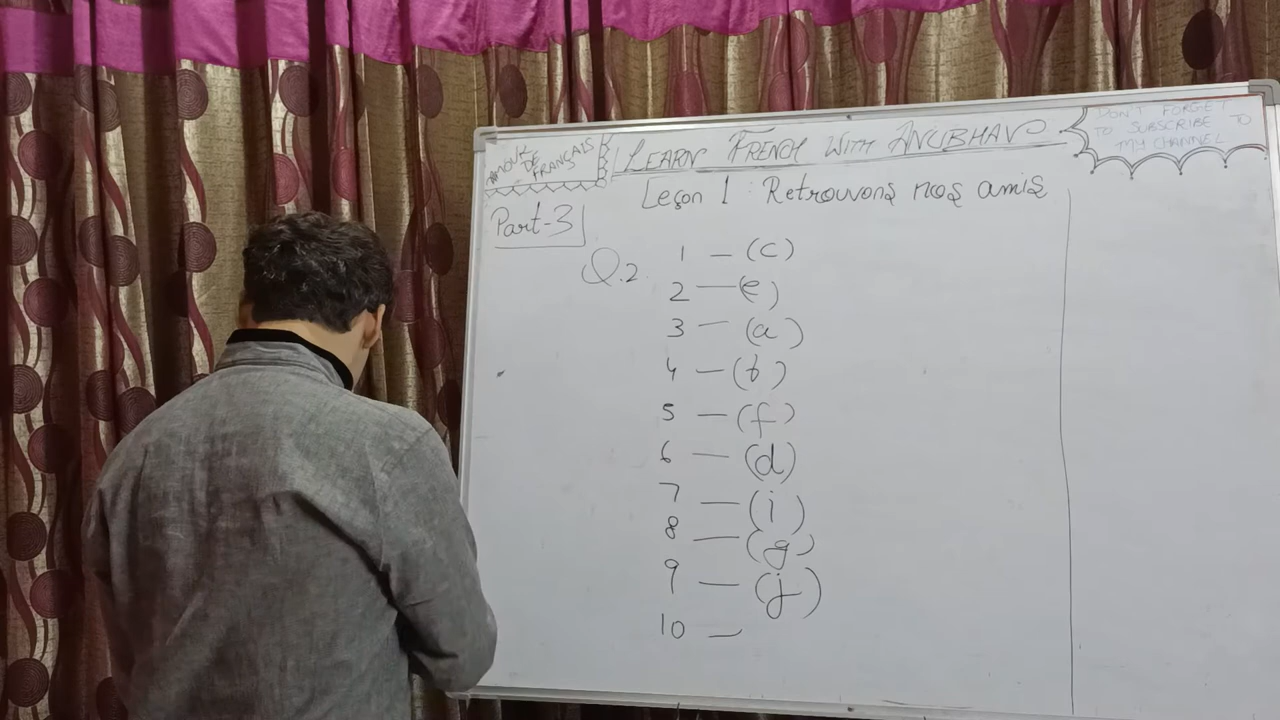 AMOUR
DE
FRANÇAIS
LEARN FRENCH WITH ANUBHAV
DON'T FORGET
TO SUBSCRIBE TO
MY CHANNEL
Leçon 1 : Retrouvons nos amis
Part-3
Q.2 1 — (c)
2 — (e)
3 — (a)
4 — (b)
5 — (f)
6 — (d)
7 — (i)
8 — (g)
9 — (j)
10 —